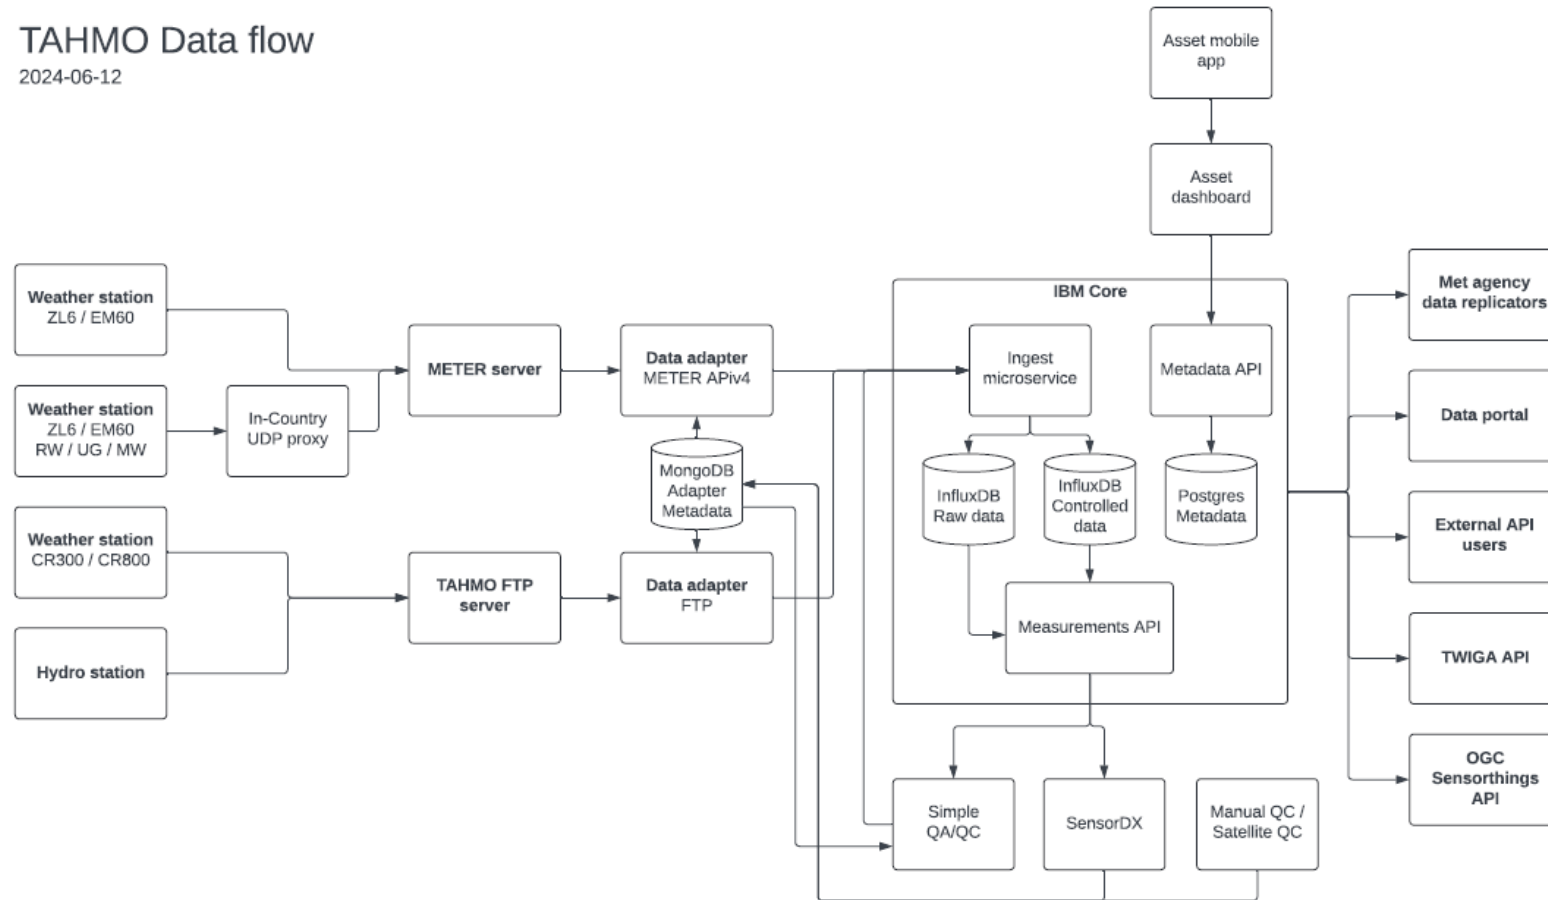 TAHMO Data flow
2024-06-12
Asset mobile
app
Asset
dashboard
Weather station
ZL6 / EM60
Weather station
ZL6 / EM60
RW / UG / MW
In-Country
UDP proxy
Weather station
CR300 / CR800
Hydro station
METER server
TAHMO FTP
server
Data adapter
METER APiv4
MongoDB
Adapter
Metadata
Data adapter
FTP
IBM Core
Ingest
microservice
Metadata API
InfluxDB
Raw data
InfluxDB
Controlled
data
Postgres
Metadata
Measurements API
Simple
QA/QC
SensorDX
Manual QC /
Satellite QC
Met agency
data replicators
Data portal
External API
users
TWIGA API
OGC
Sensorthings
API